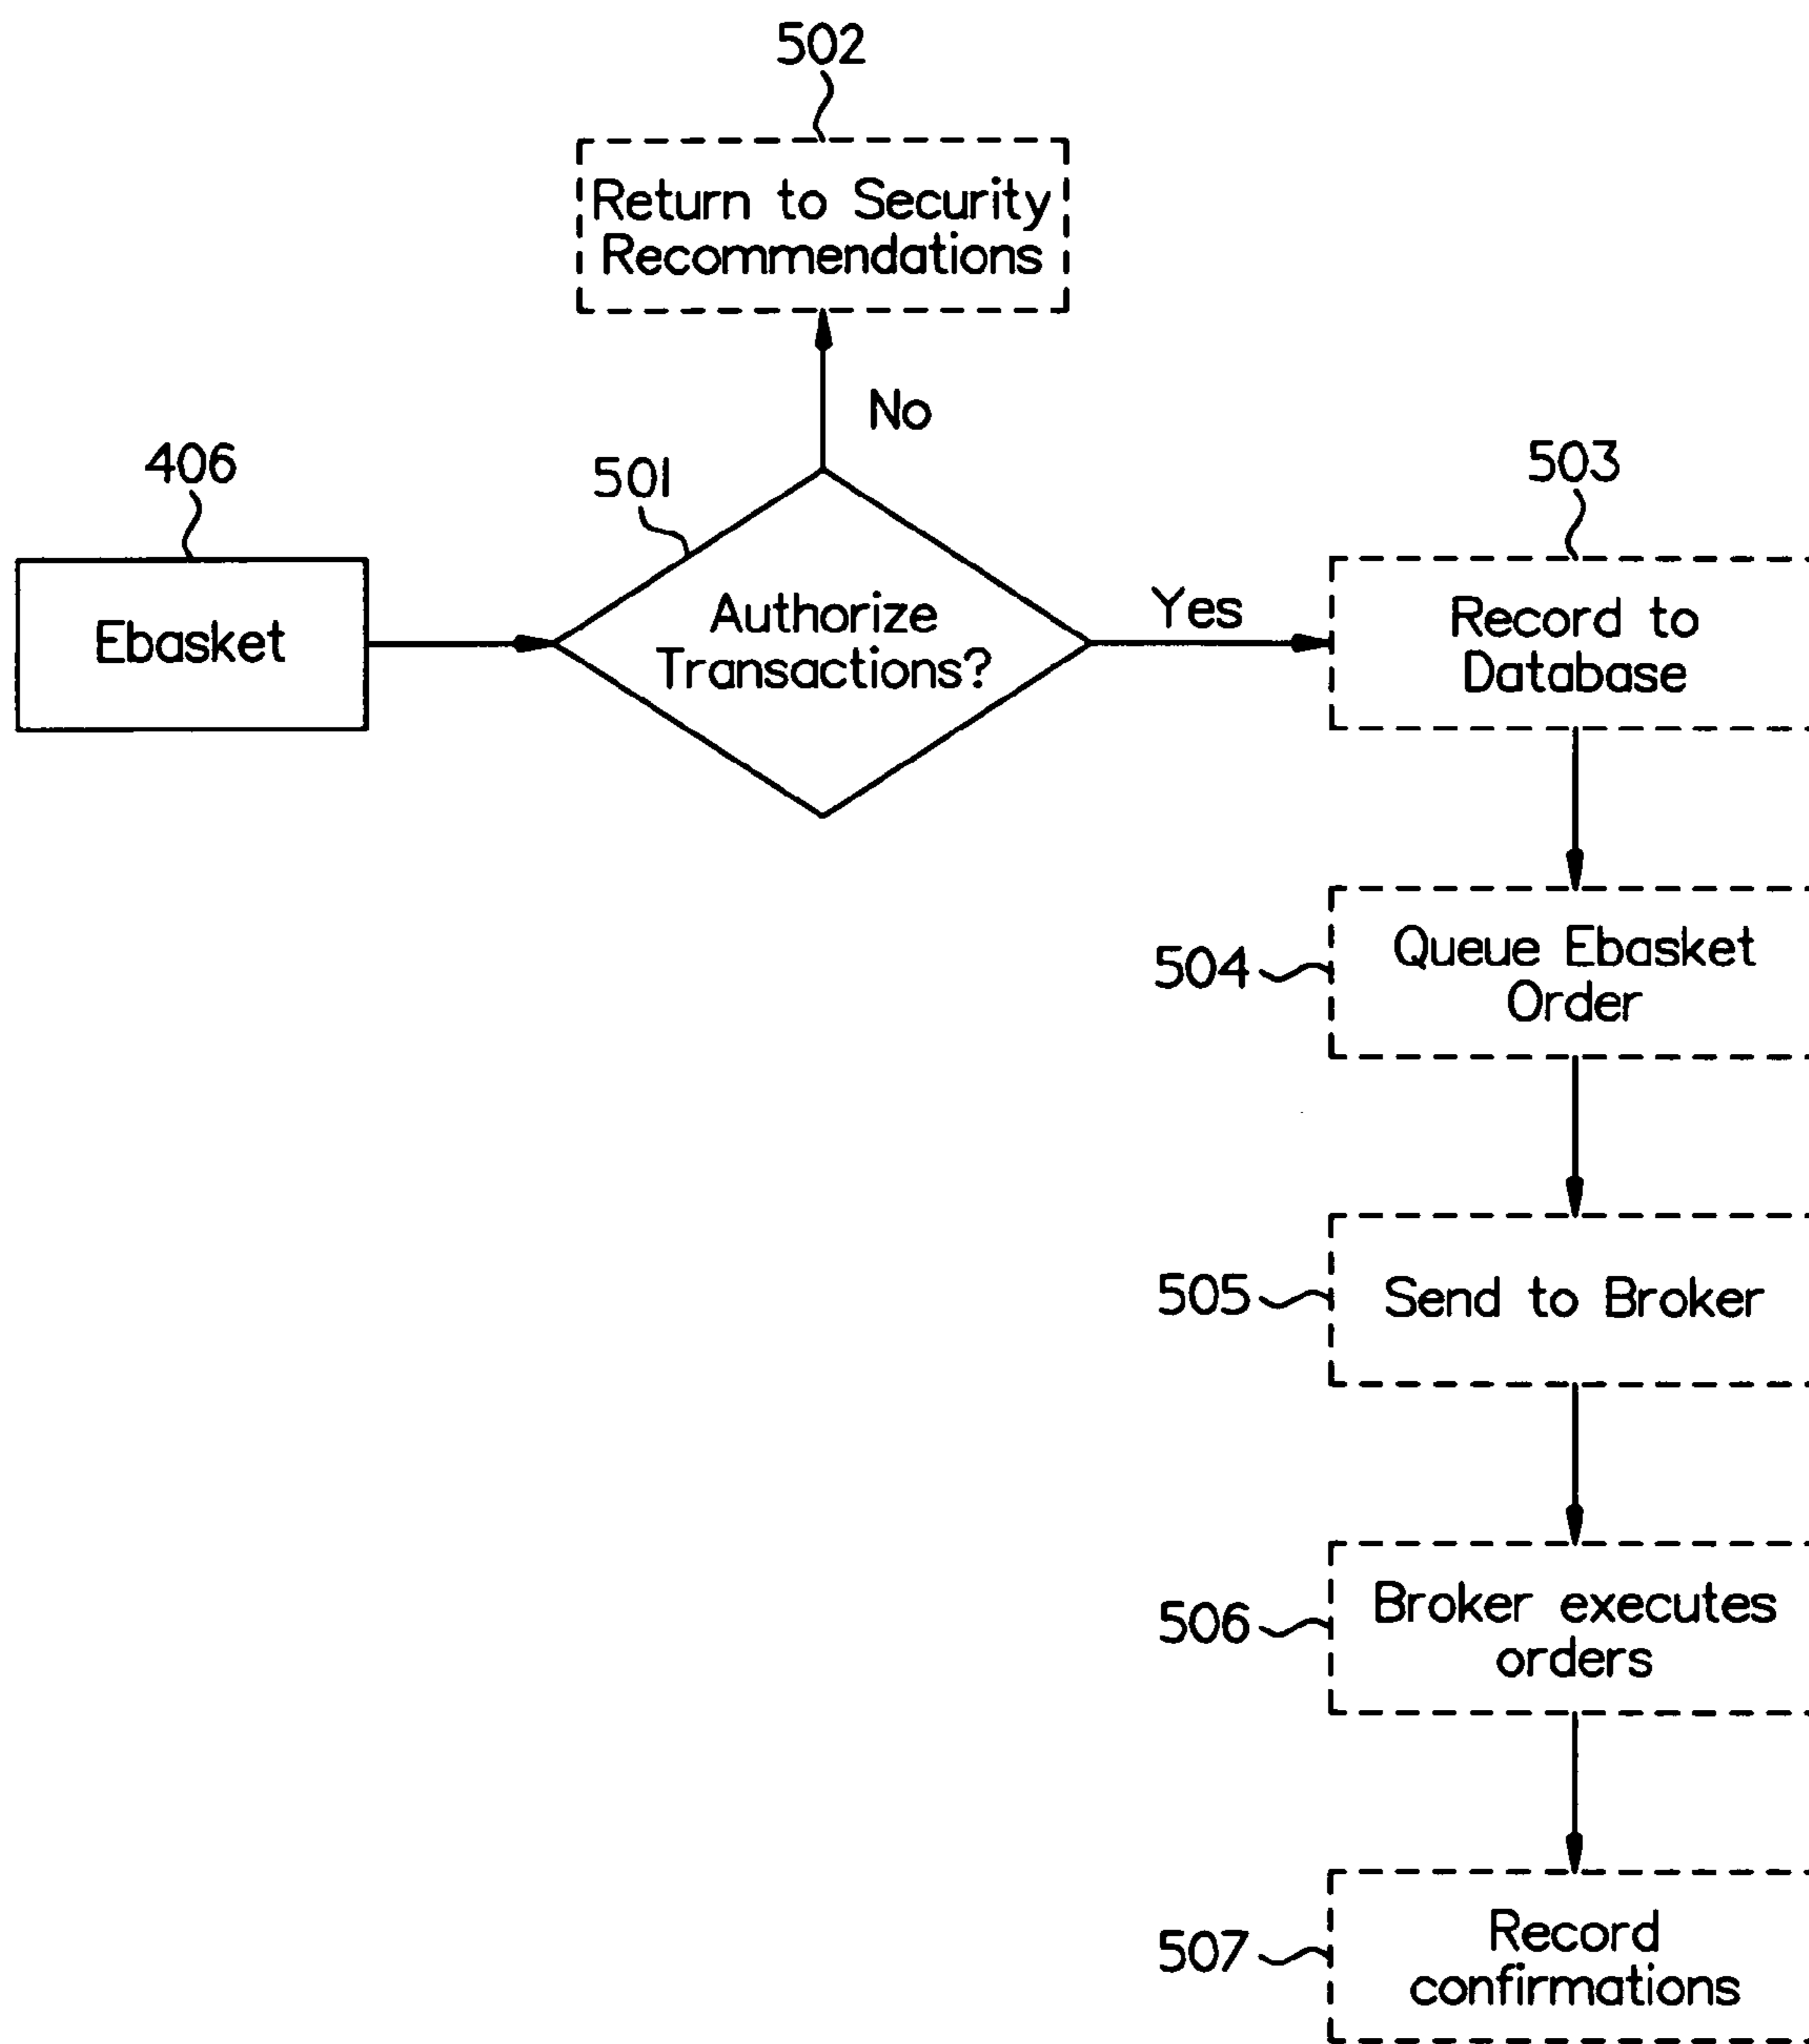 502
Return to Security
Recommendations
No
406
501
503
Ebasket
Authorize
Transactions?
Yes
Record to
Database
504
Queue Ebasket
Order
505
Send to Broker
506
Broker executes
orders
507
Record
confirmations